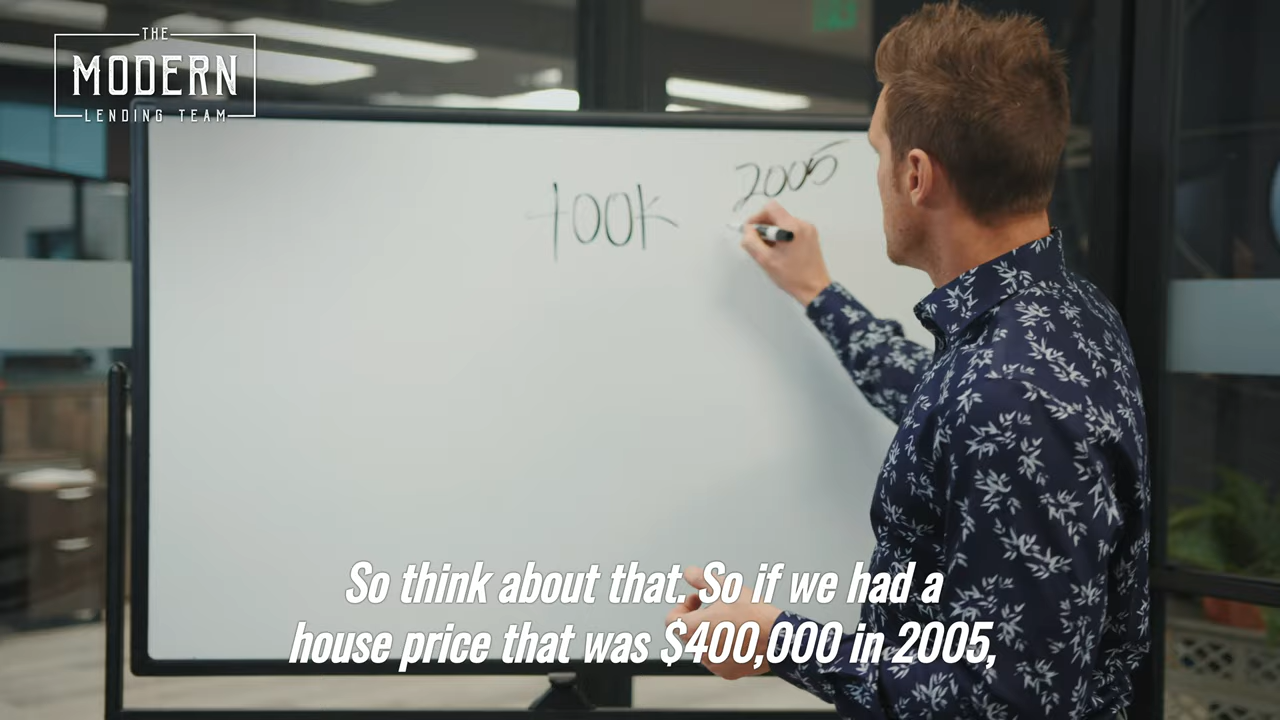 THE
MODERN
LENDING TEAM
2005
400K
So think about that. So if we had a
house price that was $400,000 in 2005,